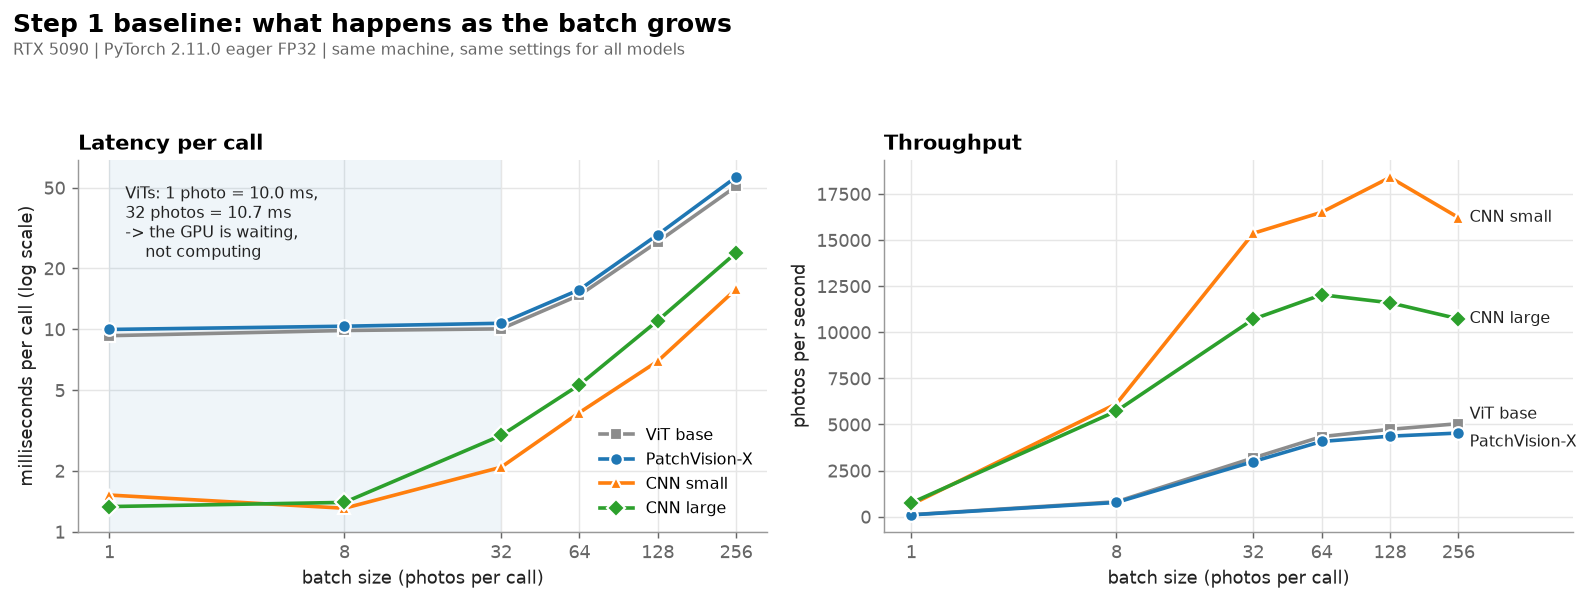 Step 1 baseline: what happens as the batch grows
RTX 5090 | PyTorch 2.11.0 eager FP32 | same machine, same settings for all models
Latency per call
milliseconds per call (log scale)
50
20
10
5
2
1
ViTs: 1 photo = 10.0 ms,
32 photos = 10.7 ms
-> the GPU is waiting,
not computing
ViT base
PatchVision-X
CNN small
CNN large
1 8 32 64 128 256
batch size (photos per call)
Throughput
photos per second
17500
15000
12500
10000
7500
5000
2500
0
CNN small
CNN large
ViT base
PatchVision-X
1 8 32 64 128 256
batch size (photos per call)